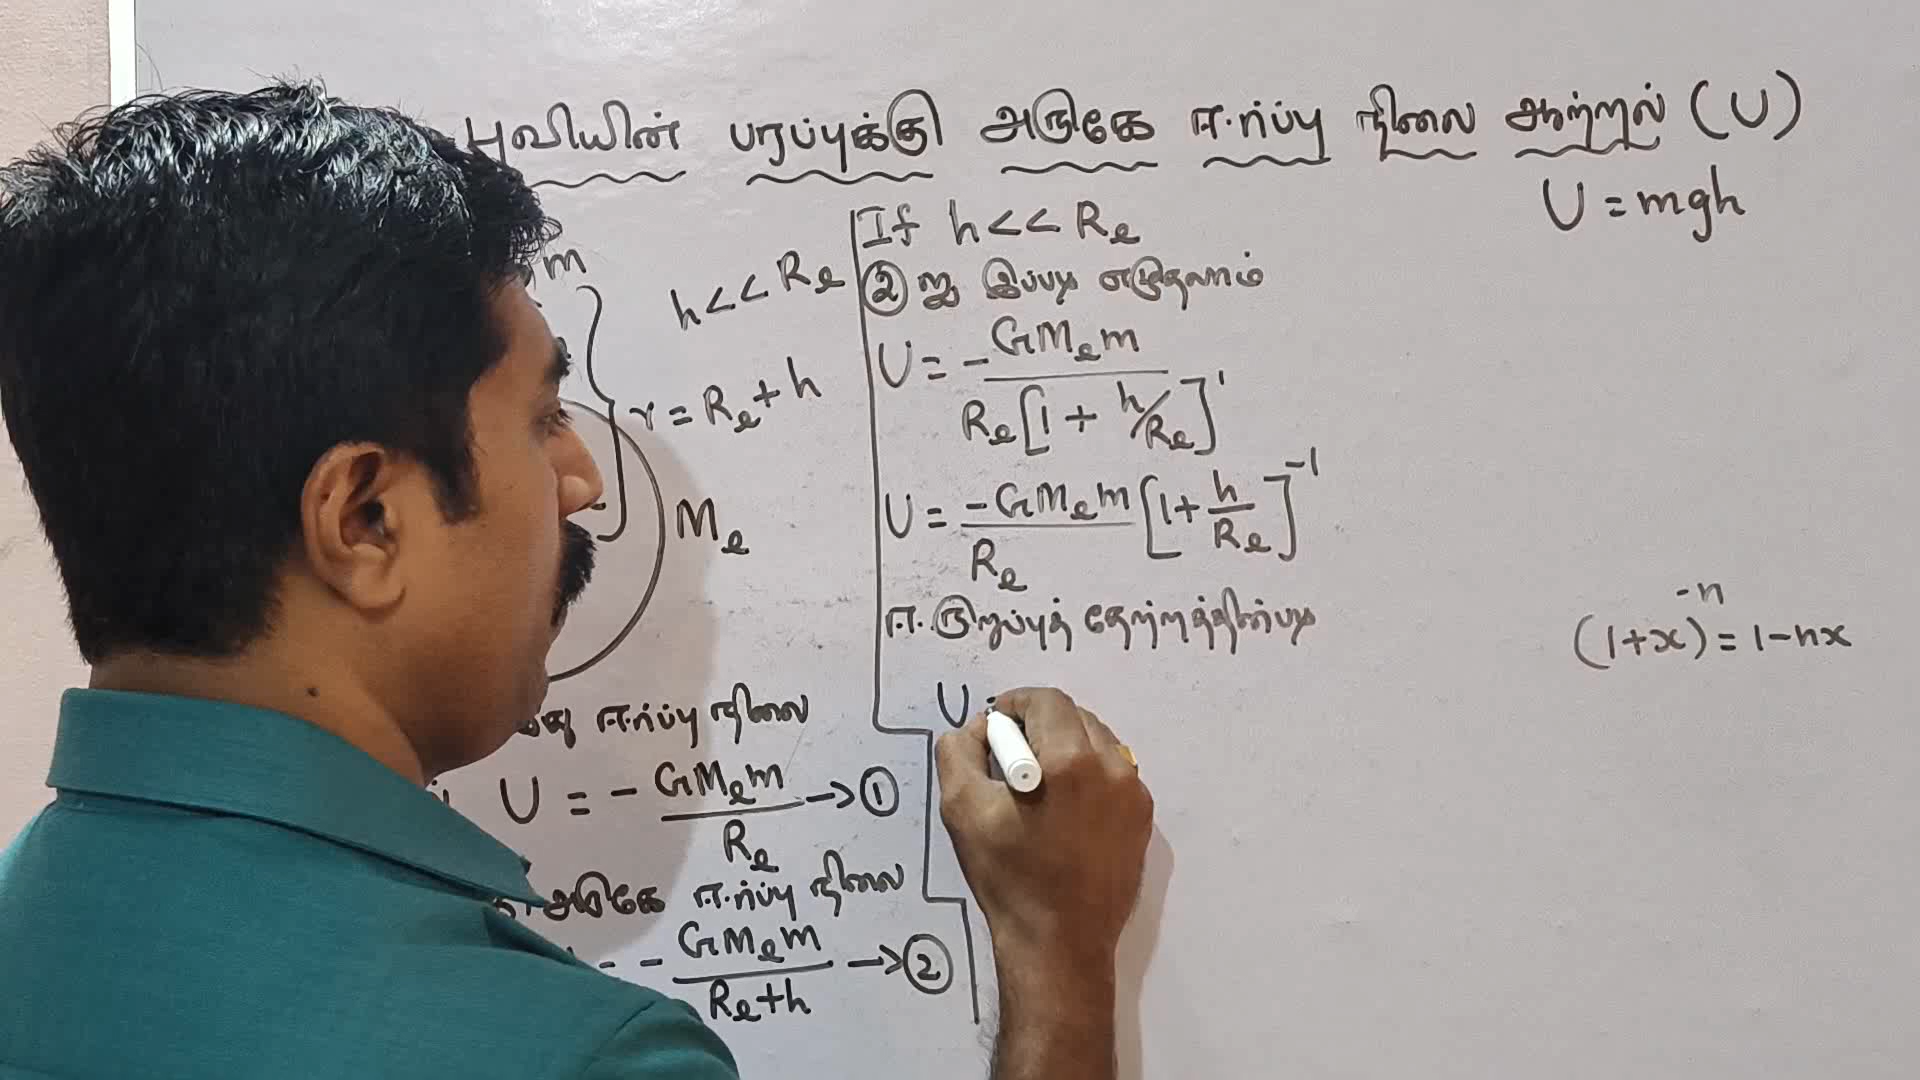 புவியின் பரப்புக்கு அருகே ஈர்ப்பு நிலை ஆற்றல் (U)
U = mgh
m
h << Re
r = Re + h
Me
ஈர்ப்பு நிலை
U = - GMem / Re → ①
அருகே ஈர்ப்பு நிலை
- GMem / Re+h → ②
If h << Re
② ஐ இப்படி எழுதலாம்
U = - GMem / Re[1 + h/Re]¹
U = -GMem / Re [1 + h/Re]⁻¹
ஈ.ருறுப்புத் தேற்றத்தின்படி
U =
(1+x)⁻ⁿ = 1-nx